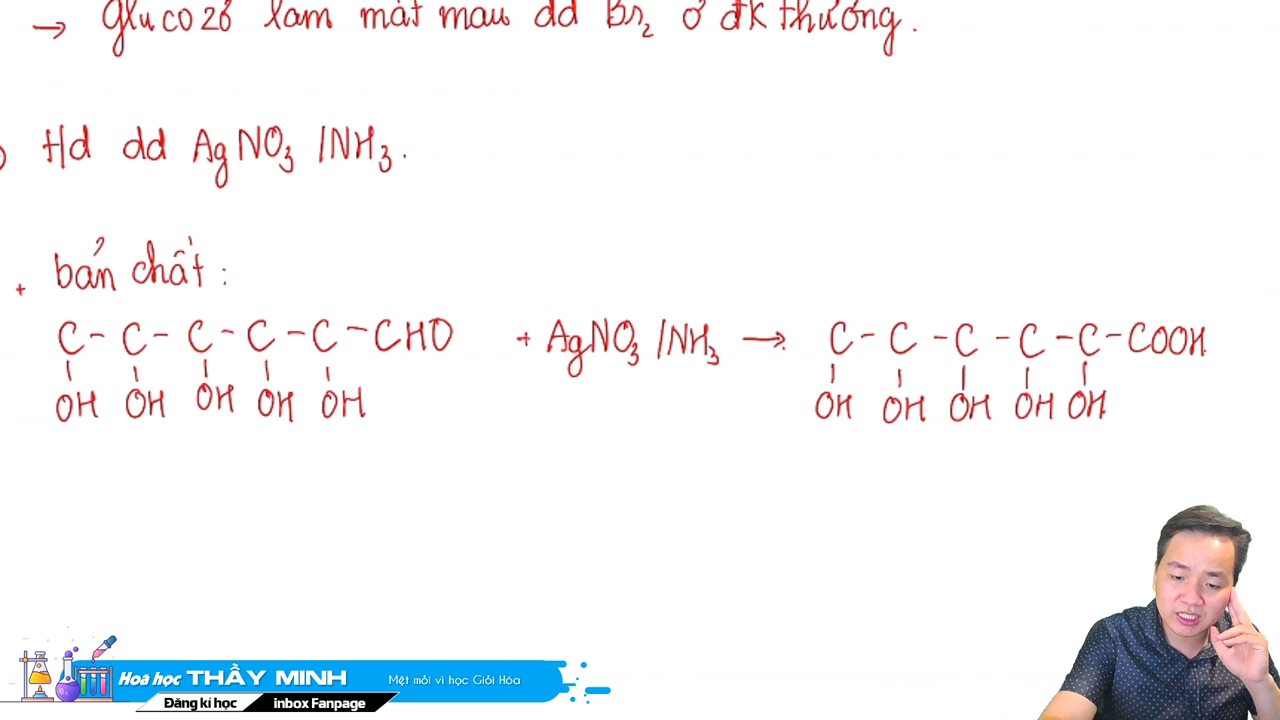 → Glucozơ làm mất màu dd Br2 ở đk thường.
Hd dd AgNO3 /NH3.
+ bản chất:
C - C - C - C - C - CHO + AgNO3 /NH3 → C - C - C - C - C - COOH
OH OH OH OH OH OH OH OH OH OH
Hoá học THẦY MINH Mệt mỏi vì học Giỏi Hóa
Đăng kí học inbox Fanpage